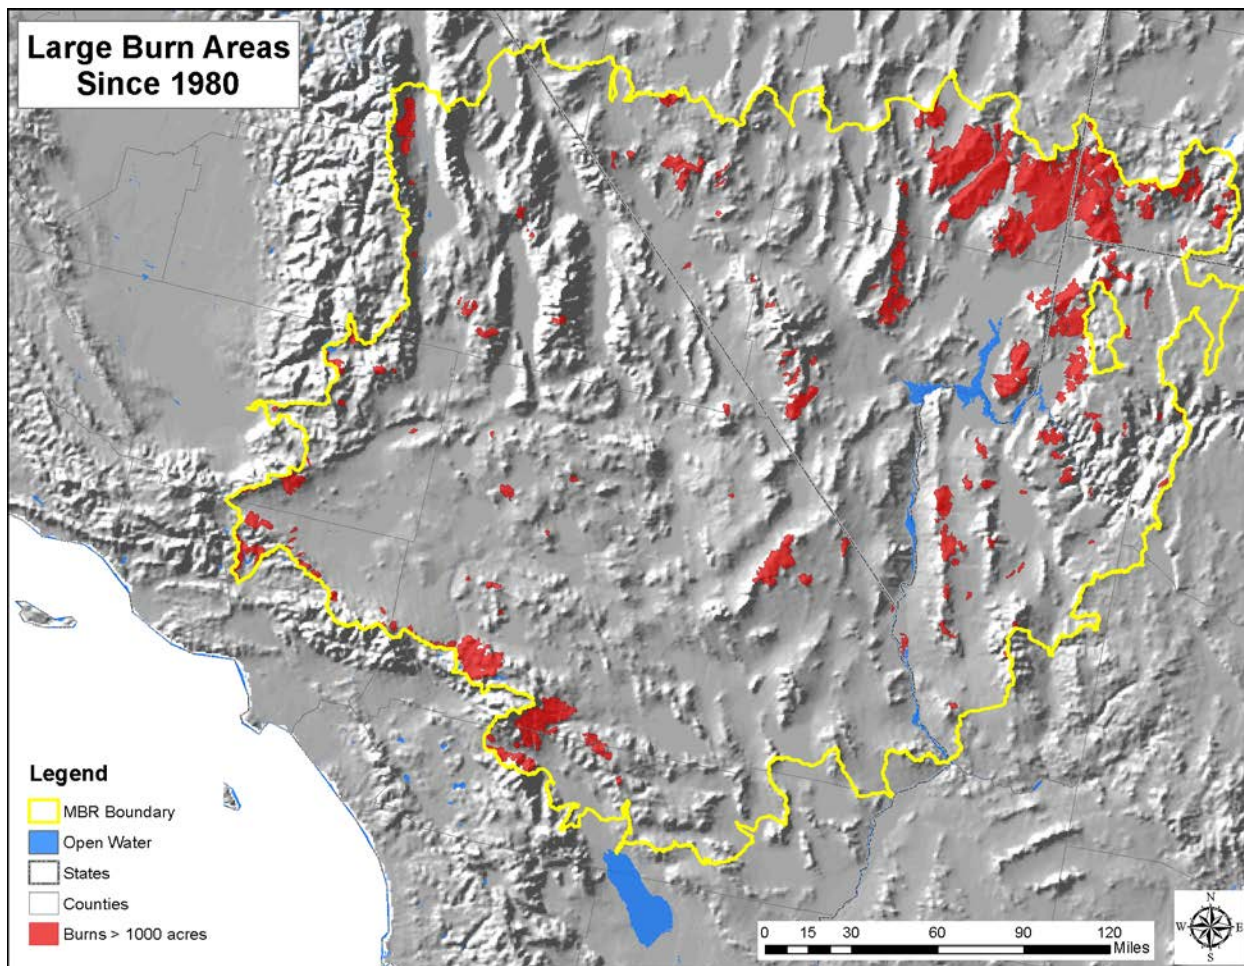 Large Burn Areas
Since 1980
Legend
MBR Boundary
Open Water
States
Counties
Burns > 1000 acres
0 15 30 60 90 120
Miles
N
W E
S